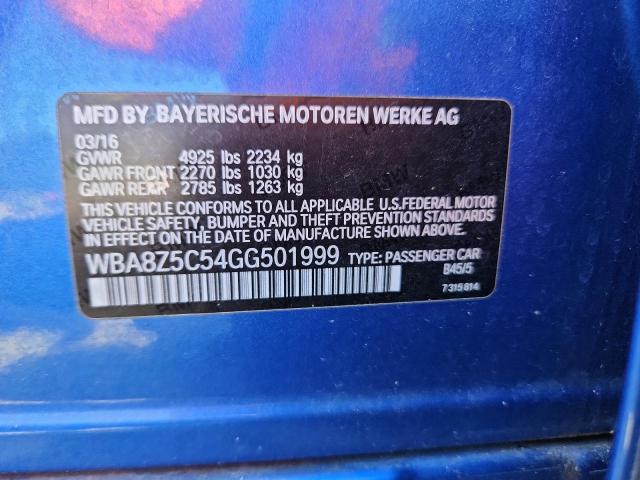 MFD BY BAYERISCHE MOTOREN WERKE AG
03/16
GVWR 4925 lbs 2234 kg
GAWR FRONT 2270 lbs 1030 kg
GAWR REAR 2785 lbs 1263 kg
THIS VEHICLE CONFORMS TO ALL APPLICABLE U.S.FEDERAL MOTOR
VEHICLE SAFETY, BUMPER AND THEFT PREVENTION STANDARDS
IN EFFECT ON THE DATE OF MANUFACTURE SHOWN ABOVE.
WBA8Z5C54GG501999 TYPE: PASSENGER CAR
B45/5
7315814